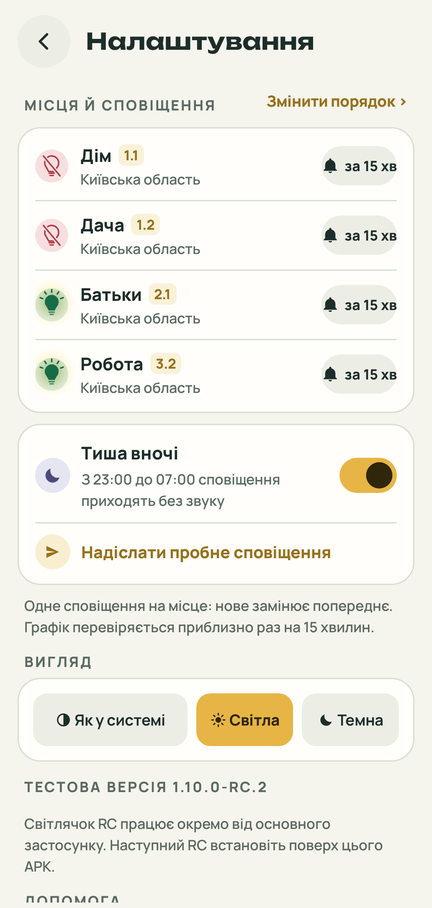 Налаштування
МІСЦЯ Й СПОВІЩЕННЯ
Змінити порядок ›
Дім 1.1
Київська область
за 15 хв
Дача 1.2
Київська область
за 15 хв
Батьки 2.1
Київська область
за 15 хв
Робота 3.2
Київська область
за 15 хв
Тиша вночі
З 23:00 до 07:00 сповіщення
приходять без звуку
Надіслати пробне сповіщення
Одне сповіщення на місце: нове замінює попереднє.
Графік перевіряється приблизно раз на 15 хвилин.
ВИГЛЯД
Як у системі
Світла
Темна
ТЕСТОВА ВЕРСІЯ 1.10.0-RC.2
Світлячок RC працює окремо від основного
застосунку. Наступний RC встановіть поверх цього
APK.
ДОПОМОГА